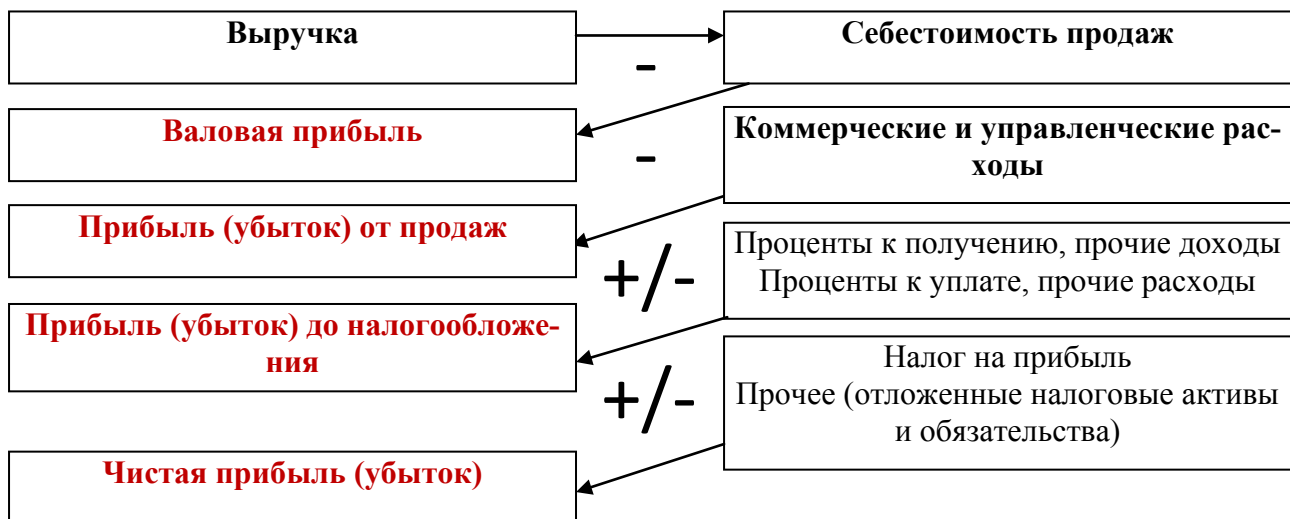 Выручка
Себестоимость продаж
-
Валовая прибыль
Коммерческие и управленческие рас-
ходы
-
Прибыль (убыток) от продаж
Проценты к получению, прочие доходы
Проценты к уплате, прочие расходы
+/-
Прибыль (убыток) до налогообложе-
ния
Налог на прибыль
Прочее (отложенные налоговые активы
и обязательства)
+/-
Чистая прибыль (убыток)